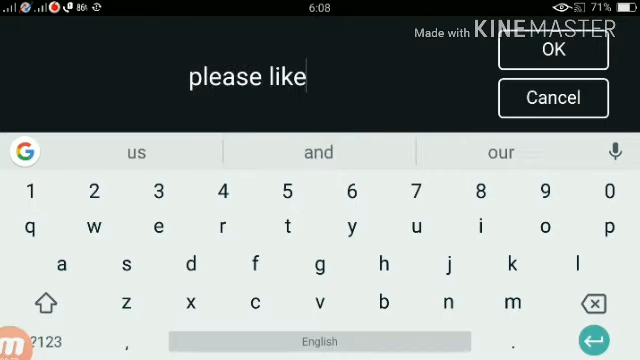 86% 6:08 71%
Made with KINEMASTER
OK
please like
Cancel
us and our
1 2 3 4 5 6 7 8 9 0
q w e r t y u i o p
a s d f g h j k l
z x c v b n m
?123 , English .